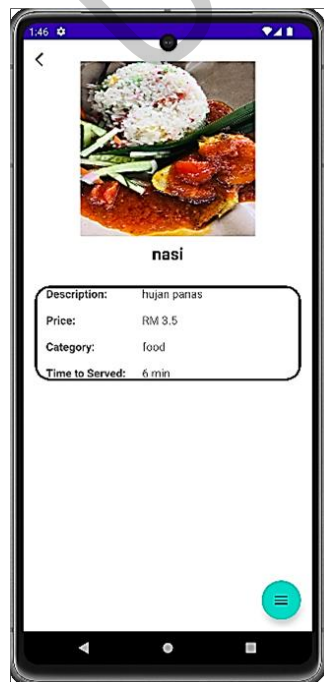 1:46
nasi
Description: hujan panas
Price: RM 3.5
Category: food
Time to Served: 6 min